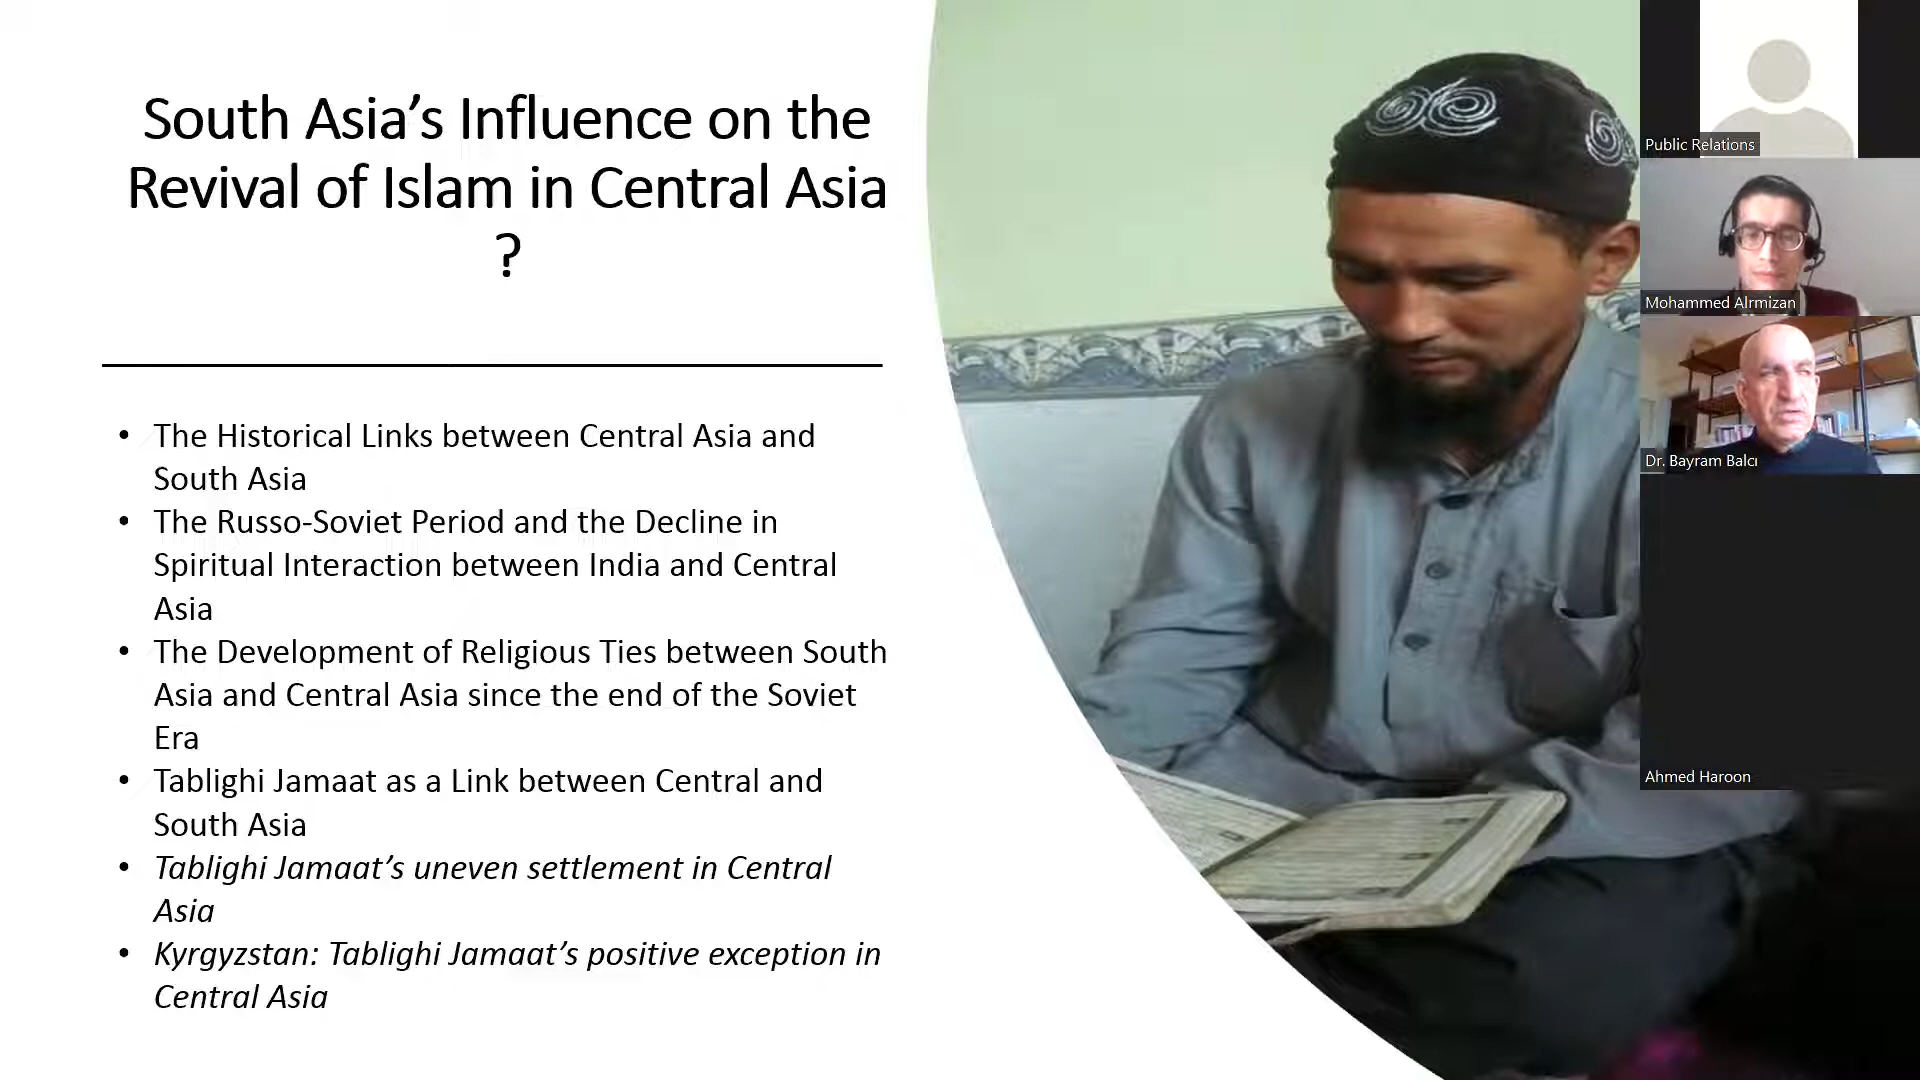 South Asia’s Influence on the
Revival of Islam in Central Asia
?
• The Historical Links between Central Asia and
South Asia
• The Russo-Soviet Period and the Decline in
Spiritual Interaction between India and Central
Asia
• The Development of Religious Ties between South
Asia and Central Asia since the end of the Soviet
Era
• Tablighi Jamaat as a Link between Central and
South Asia
• Tablighi Jamaat’s uneven settlement in Central
Asia
• Kyrgyzstan: Tablighi Jamaat’s positive exception in
Central Asia
Public Relations
Mohammed Alrmizan
Dr. Bayram Balcı
Ahmed Haroon